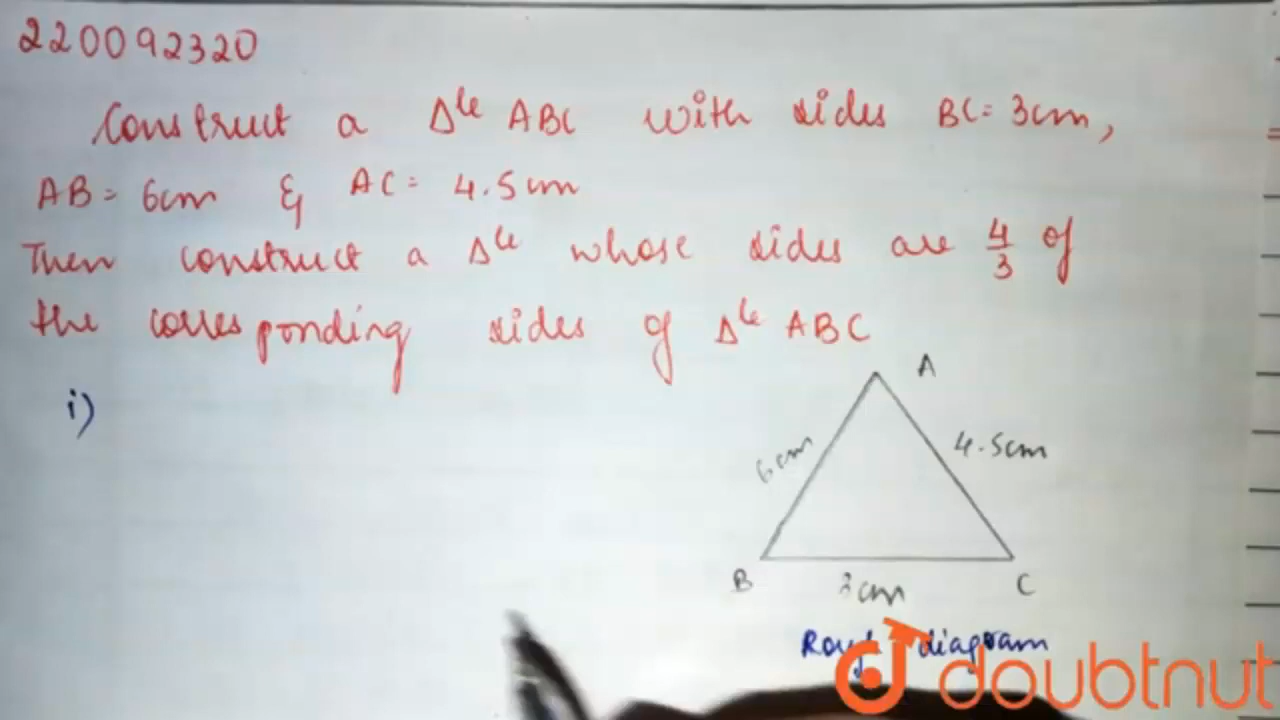 220092320
Construct a Δle ABC with sides BC= 3cm,
AB= 6cm & AC= 4.5cm
Then construct a Δle whose sides are 4/3 of
the corresponding sides of Δle ABC
i)
A
6cm
4.5cm
B
3cm
C
Rough diagram
doubtnut